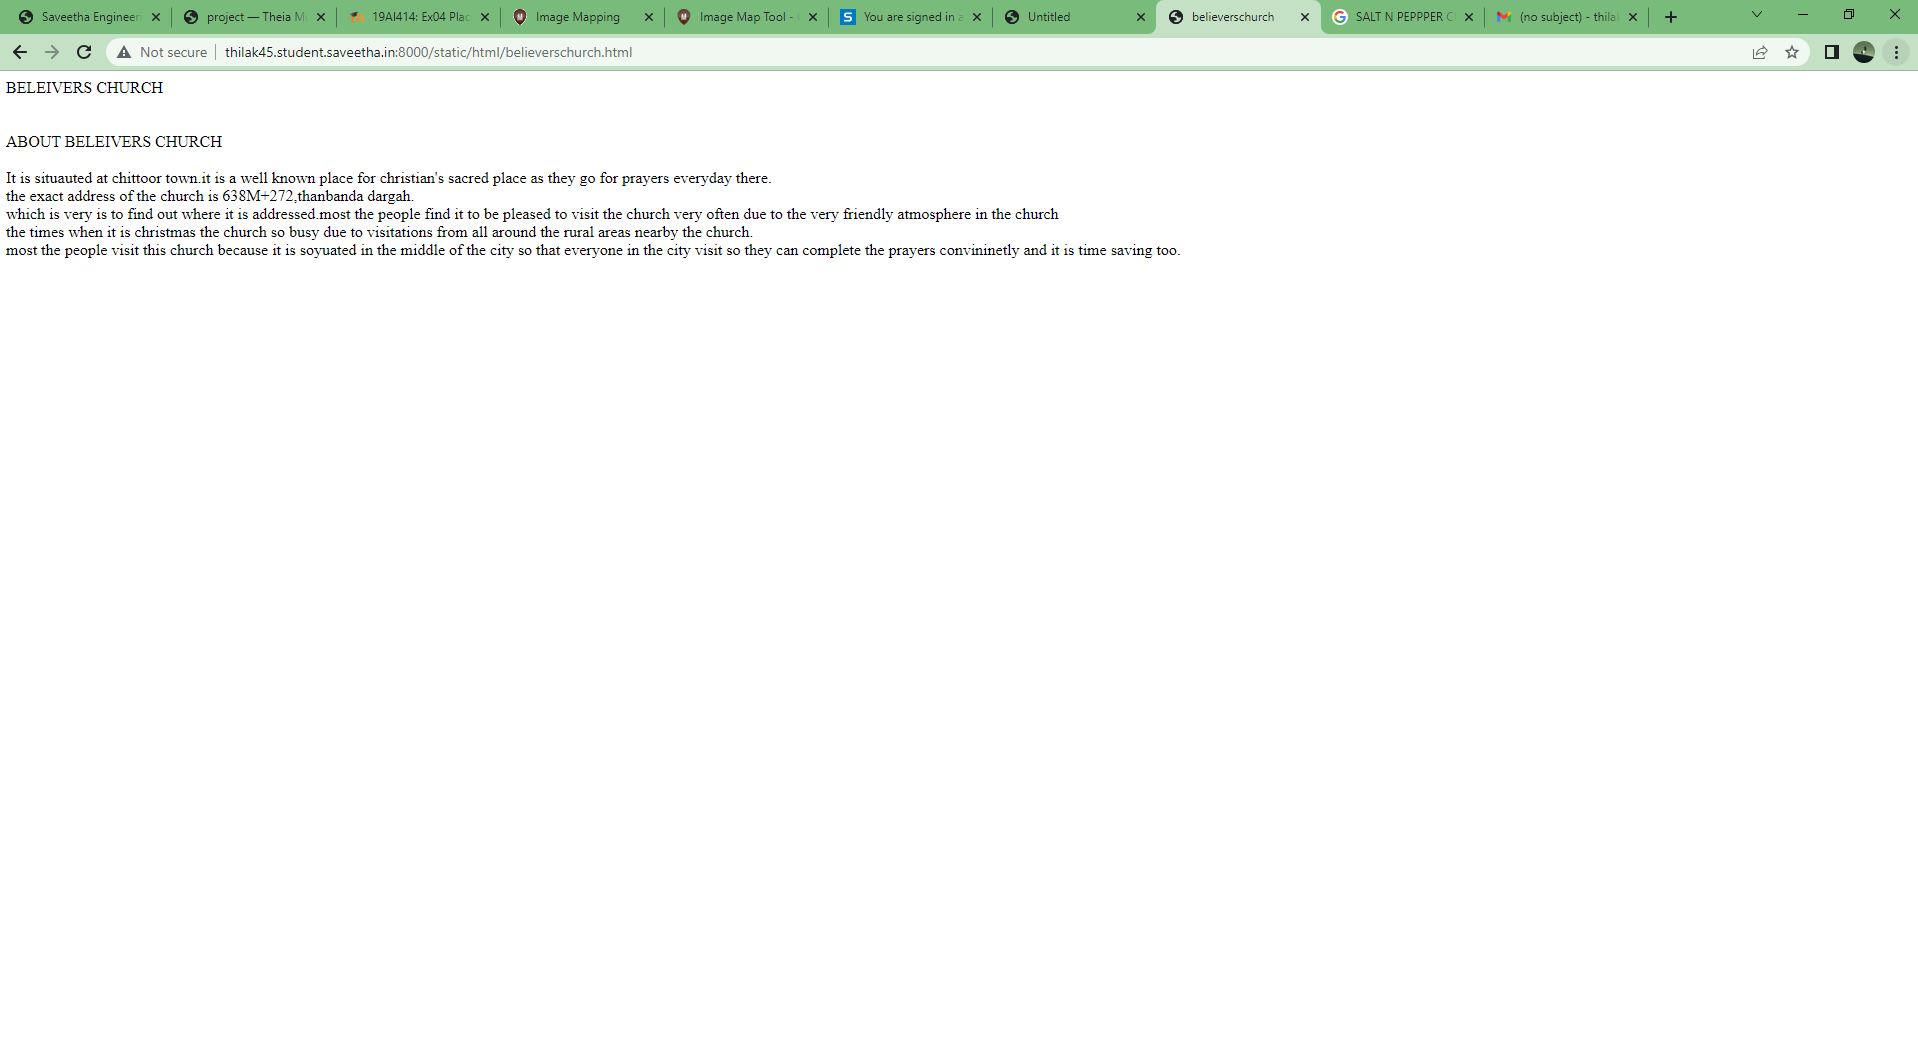 Saveetha Engineer
project — Theia M
19AI414: Ex04 Plac
Image Mapping
Image Map Tool -
You are signed in a
Untitled
believerschurch
SALT N PEPPPER C
(no subject) - thila
Not secure
thilak45.student.saveetha.in:8000/static/html/believerschurch.html
BELEIVERS CHURCH
ABOUT BELEIVERS CHURCH
It is situauted at chittoor town.it is a well known place for christian's sacred place as they go for prayers everyday there.
the exact address of the church is 638M+272,thanbanda dargah.
which is very is to find out where it is addressed.most the people find it to be pleased to visit the church very often due to the very friendly atmosphere in the church
the times when it is christmas the church so busy due to visitations from all around the rural areas nearby the church.
most the people visit this church because it is soyuated in the middle of the city so that everyone in the city visit so they can complete the prayers convininetly and it is time saving too.